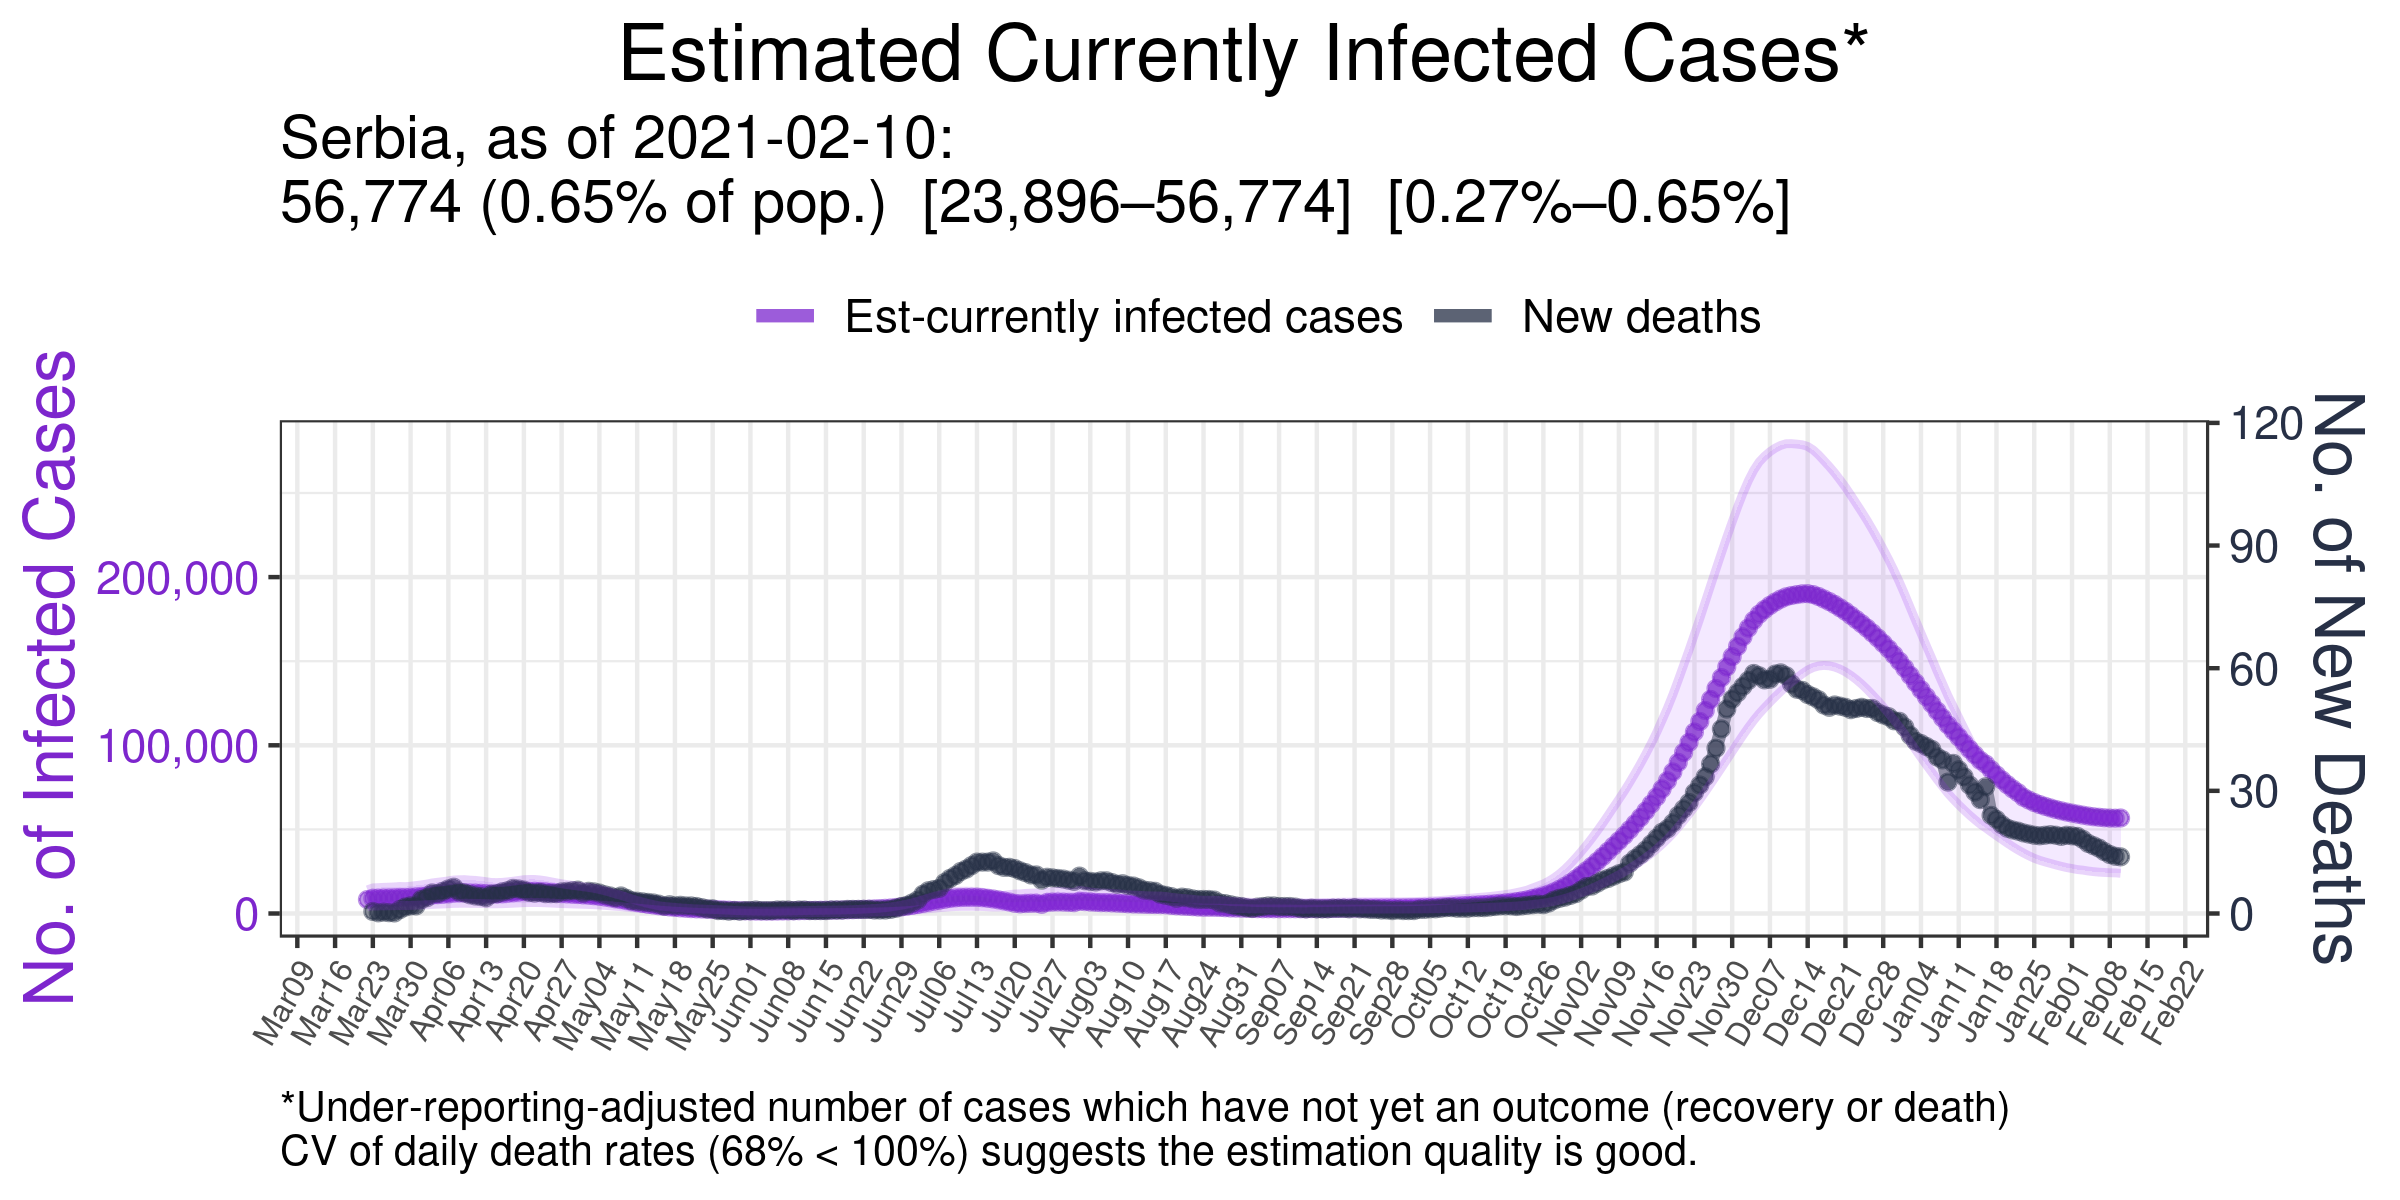 Estimated Currently Infected Cases*
Serbia, as of 2021-02-10:
56,774 (0.65% of pop.) [23,896–56,774] [0.27%–0.65%]
Est-currently infected cases
New deaths
No. of Infected Cases
200,000
100,000
0
120
90
60
30
0
No. of New Deaths
Mar09
Mar16
Mar23
Mar30
Apr06
Apr13
Apr20
Apr27
May04
May11
May18
May25
Jun01
Jun08
Jun15
Jun22
Jun29
Jul06
Jul13
Jul20
Jul27
Aug03
Aug10
Aug17
Aug24
Aug31
Sep07
Sep14
Sep21
Sep28
Oct05
Oct12
Oct19
Oct26
Nov02
Nov09
Nov16
Nov23
Nov30
Dec07
Dec14
Dec21
Dec28
Jan04
Jan11
Jan18
Jan25
Feb01
Feb08
Feb15
Feb22
*Under-reporting-adjusted number of cases which have not yet an outcome (recovery or death)
CV of daily death rates (68% < 100%) suggests the estimation quality is good.